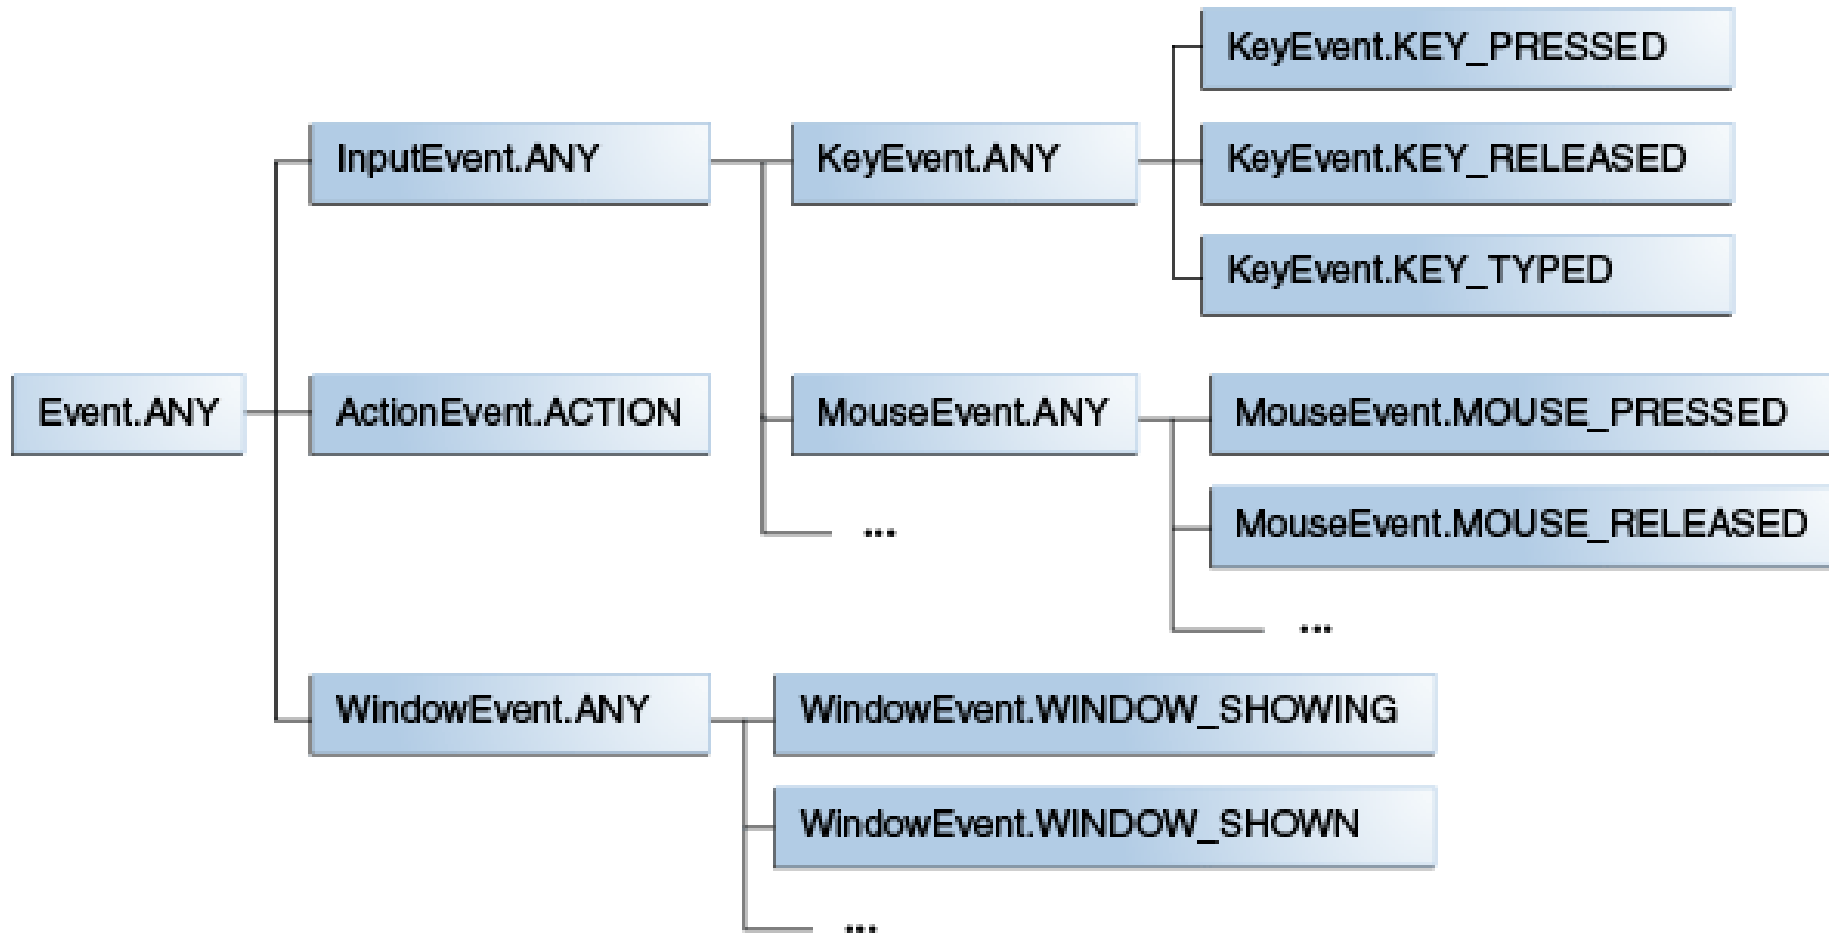 KeyEvent.KEY_PRESSED
InputEvent.ANY
KeyEvent.ANY
KeyEvent.KEY_RELEASED
KeyEvent.KEY_TYPED
Event.ANY
ActionEvent.ACTION
MouseEvent.ANY
MouseEvent.MOUSE_PRESSED
...
MouseEvent.MOUSE_RELEASED
...
WindowEvent.ANY
WindowEvent.WINDOW_SHOWING
WindowEvent.WINDOW_SHOWN
...